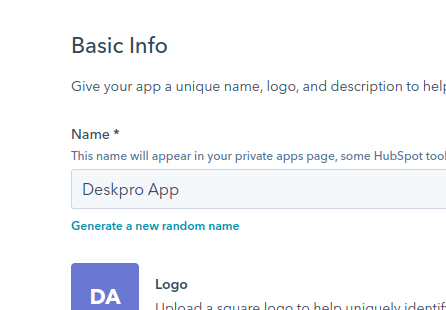 Basic Info
Give your app a unique name, logo, and description to help
Name *
This name will appear in your private apps page, some HubSpot tool
Deskpro App
Generate a new random name
DA
Logo
Upload a square logo to help uniquely identif